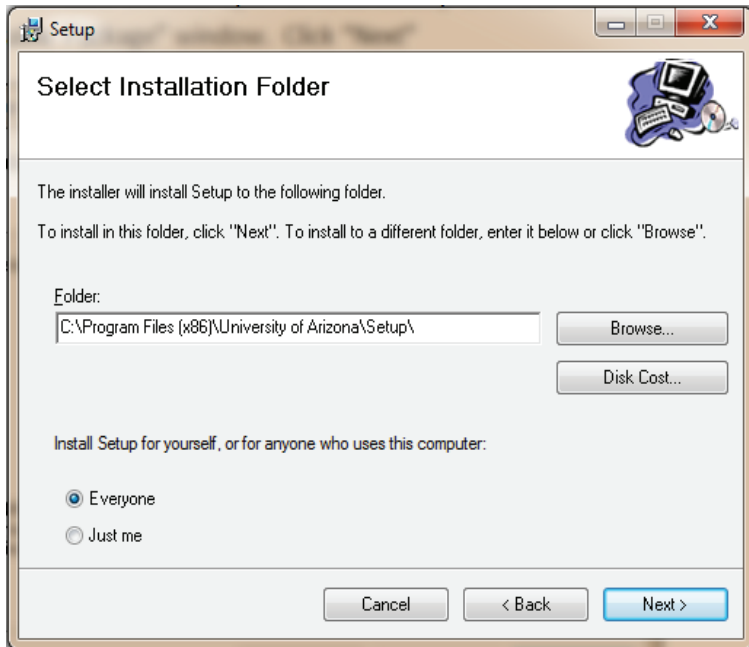 Setup
Select Installation Folder
The installer will install Setup to the following folder.
To install in this folder, click "Next". To install to a different folder, enter it below or click "Browse".
Folder:
C:\Program Files (x86)\University of Arizona\Setup\
Browse...
Disk Cost...
Install Setup for yourself, or for anyone who uses this computer:
Everyone
Just me
Cancel
< Back
Next >